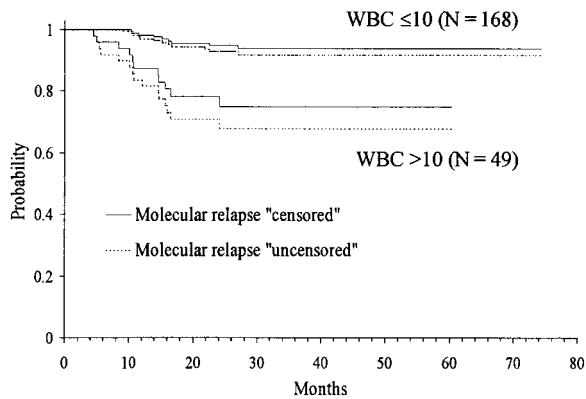 WBC ≤10 (N = 168)
WBC >10 (N = 49)
Probability
1
0.8
0.6
0.4
0.2
0
Molecular relapse "censored"
Molecular relapse "uncensored"
0 10 20 30 40 50 60 70 80
Months